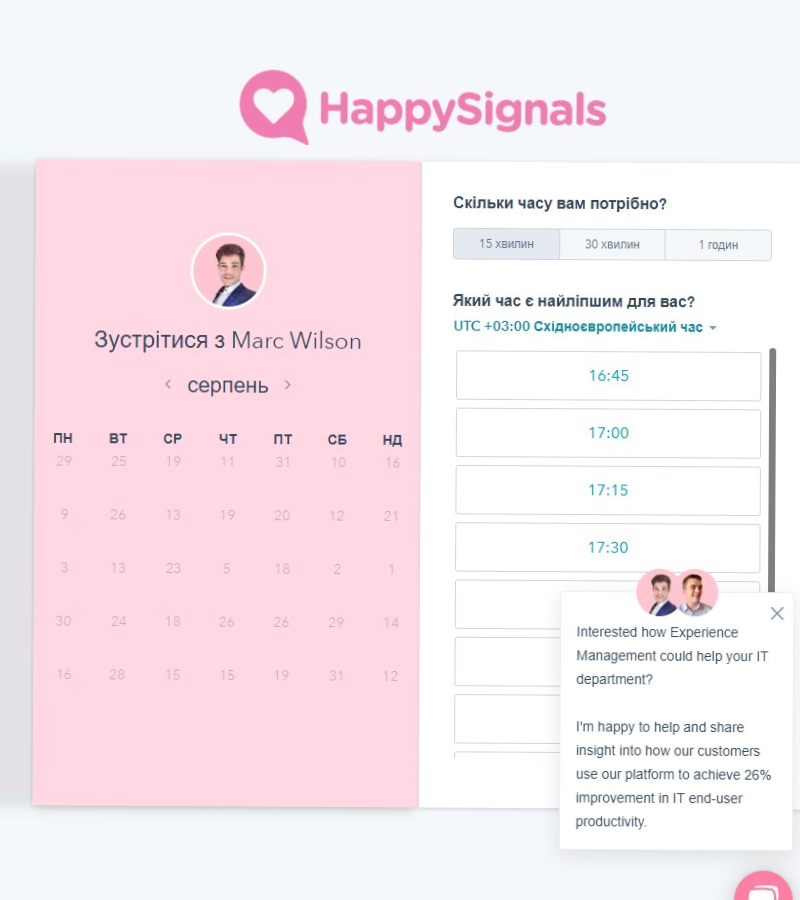 HappySignals
Зустрітися з Marc Wilson
серпень
ПН ВТ СР ЧТ ПТ СБ НД
29 25 19 11 31 10 16
9 26 13 19 20 12 21
3 13 23 5 18 2 1
30 24 18 26 26 29 14
16 28 15 15 19 31 12
Скільки часу вам потрібно?
15 хвилин 30 хвилин 1 годин
Який час є найліпшим для вас?
UTC +03:00 Східноєвропейський час
16:45
17:00
17:15
17:30
Interested how Experience
Management could help your IT
department?
I'm happy to help and share
insight into how our customers
use our platform to achieve 26%
improvement in IT end-user
productivity.